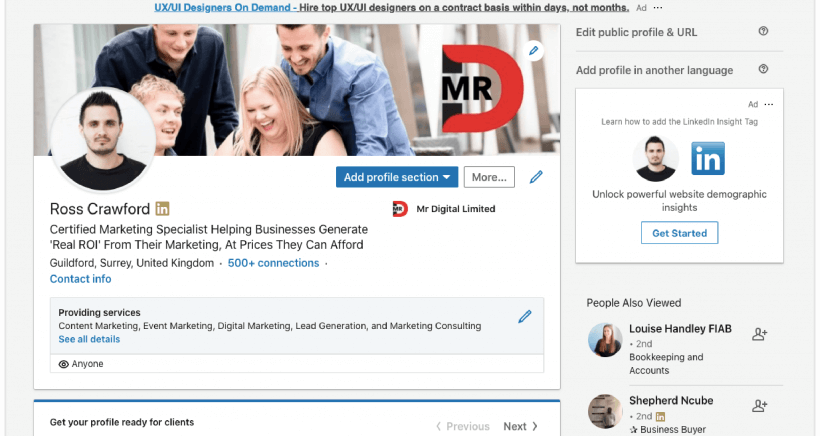 UX/UI Designers On Demand - Hire top UX/UI designers on a contract basis within days, not months. Ad ...
MR
Add profile section More...
Ross Crawford in
MR Mr Digital Limited
Certified Marketing Specialist Helping Businesses Generate
'Real ROI' From Their Marketing, At Prices They Can Afford
Guildford, Surrey, United Kingdom · 500+ connections ·
Contact info
Providing services
Content Marketing, Event Marketing, Digital Marketing, Lead Generation, and Marketing Consulting
See all details
Anyone
Get your profile ready for clients
Previous Next
Edit public profile & URL ?
Add profile in another language ?
Ad ...
Learn how to add the LinkedIn Insight Tag
in
Unlock powerful website demographic
insights
Get Started
People Also Viewed
Louise Handley FIAB
• 2nd
Bookkeeping and
Accounts
Shepherd Ncube
• 2nd in
☆ Business Buyer